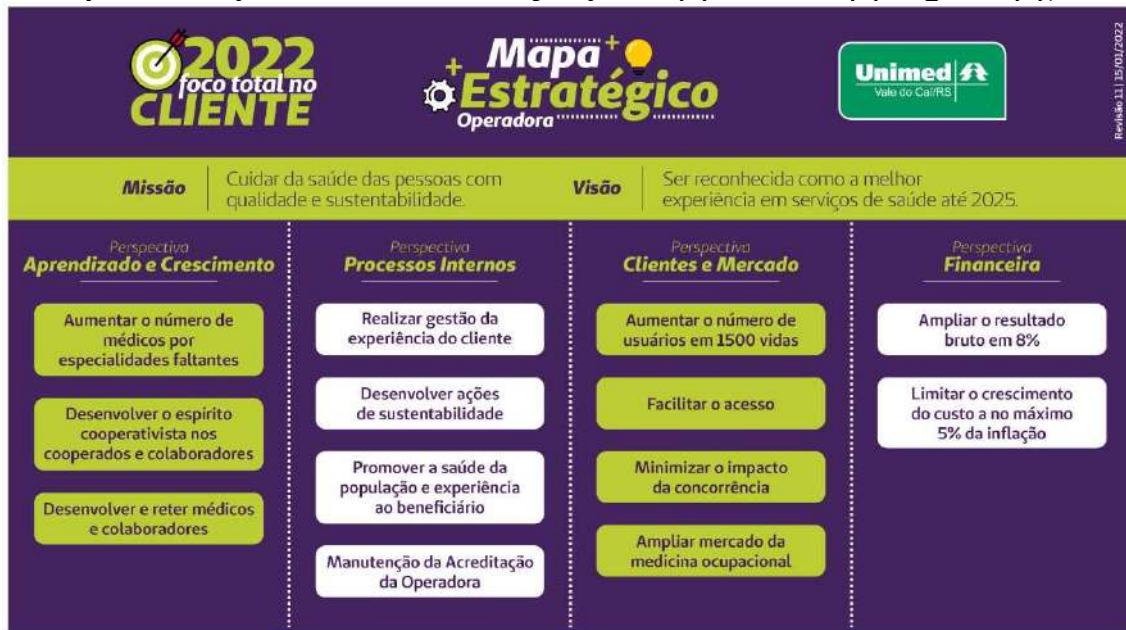 2022
foco total no
CLIENTE
Mapa
Estratégico
Operadora
Unimed
Vale do Caí/RS
Revisão 11 | 15/01/2022
Missão
Cuidar da saúde das pessoas com
qualidade e sustentabilidade.
Visão
Ser reconhecida como a melhor
experiência em serviços de saúde até 2025.
Perspectiva
Aprendizado e Crescimento
Aumentar o número de
médicos por
especialidades faltantes
Desenvolver o espírito
cooperativista nos
cooperados e colaboradores
Desenvolver e reter médicos
e colaboradores
Perspectiva
Processos Internos
Realizar gestão da
experiência do cliente
Desenvolver ações
de sustentabilidade
Promover a saúde da
população e experiência
ao beneficiário
Manutenção da Acreditação
da Operadora
Perspectiva
Clientes e Mercado
Aumentar o número de
usuários em 1500 vidas
Facilitar o acesso
Minimizar o impacto
da concorrência
Ampliar mercado da
medicina ocupacional
Perspectiva
Financeira
Ampliar o resultado
bruto em 8%
Limitar o crescimento
do custo a no máximo
5% da inflação